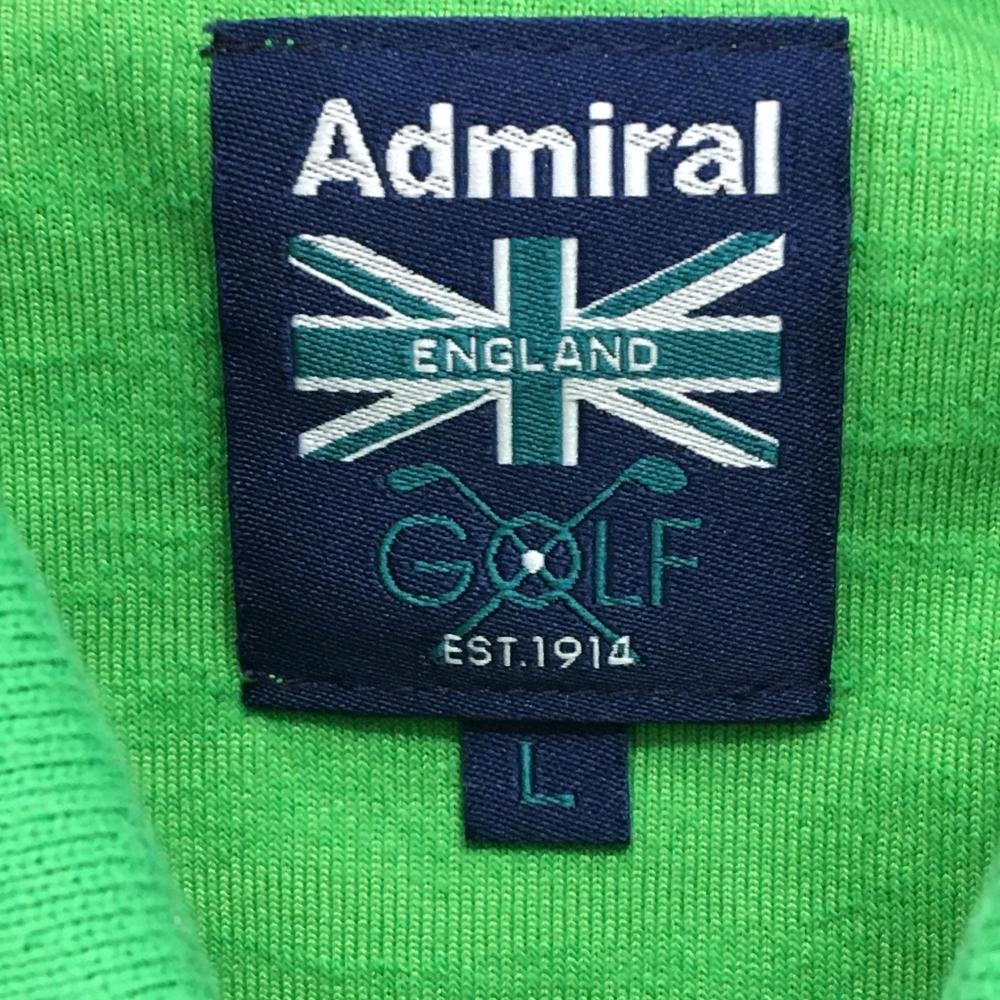 Admiral
ENGLAND
GOLF
EST.1914
L